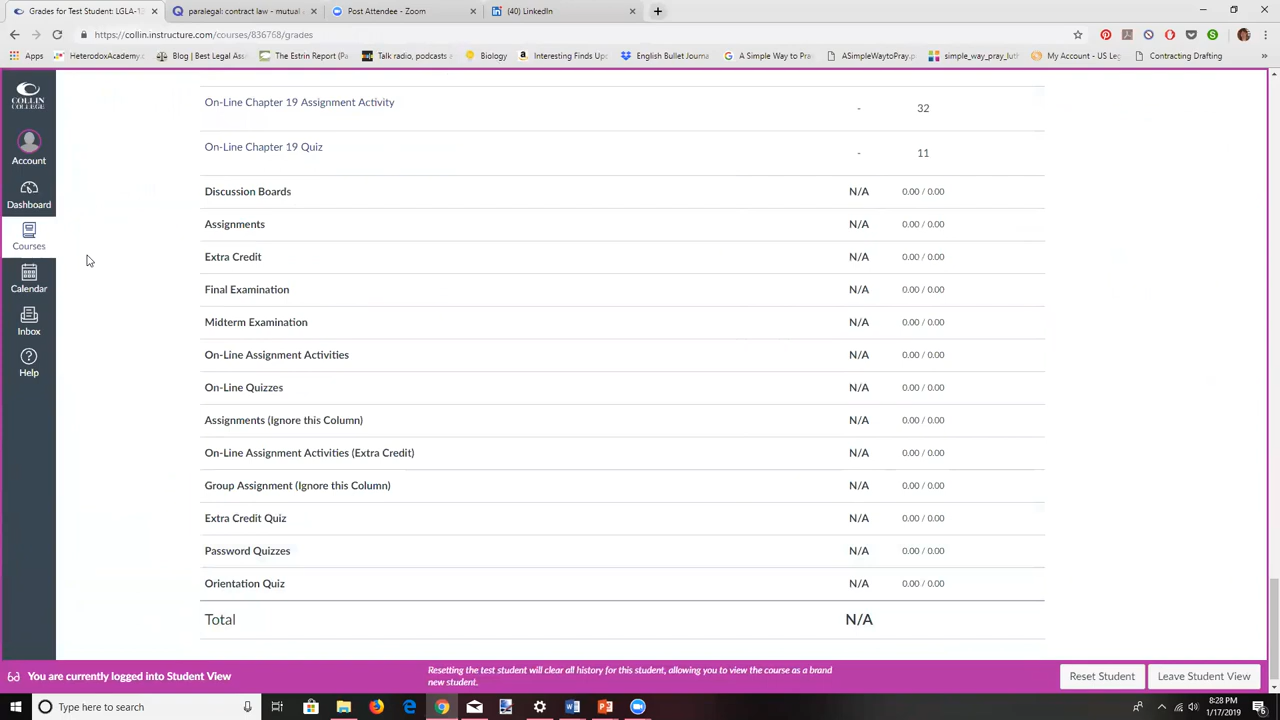 Grades for Test Student: LGLA-13
paralegal: contract law - mutual a
Post Attendee - Zoom
(40) LinkedIn
https://collin.instructure.com/courses/836768/grades
Apps
HeterodoxAcademy.o
Blog | Best Legal Assi
The Estrin Report (Pa
Talk radio, podcasts a
Biology
Interesting Finds Upd
English Bullet Journal
A Simple Way to Pray
ASimpleWaytoPray.p
simple_way_pray_luth
My Account - US Leg
Contracting Drafting
COLLIN
COLLEGE
Account
Dashboard
Courses
Calendar
Inbox
Help
On-Line Chapter 19 Assignment Activity - 32
On-Line Chapter 19 Quiz - 11
Discussion Boards N/A 0.00 / 0.00
Assignments N/A 0.00 / 0.00
Extra Credit N/A 0.00 / 0.00
Final Examination N/A 0.00 / 0.00
Midterm Examination N/A 0.00 / 0.00
On-Line Assignment Activities N/A 0.00 / 0.00
On-Line Quizzes N/A 0.00 / 0.00
Assignments (Ignore this Column) N/A 0.00 / 0.00
On-Line Assignment Activities (Extra Credit) N/A 0.00 / 0.00
Group Assignment (Ignore this Column) N/A 0.00 / 0.00
Extra Credit Quiz N/A 0.00 / 0.00
Password Quizzes N/A 0.00 / 0.00
Orientation Quiz N/A 0.00 / 0.00
Total N/A
You are currently logged into Student View
Resetting the test student will clear all history for this student, allowing you to view the course as a brand
new student.
Reset Student
Leave Student View
Type here to search
8:28 PM
1/17/2019